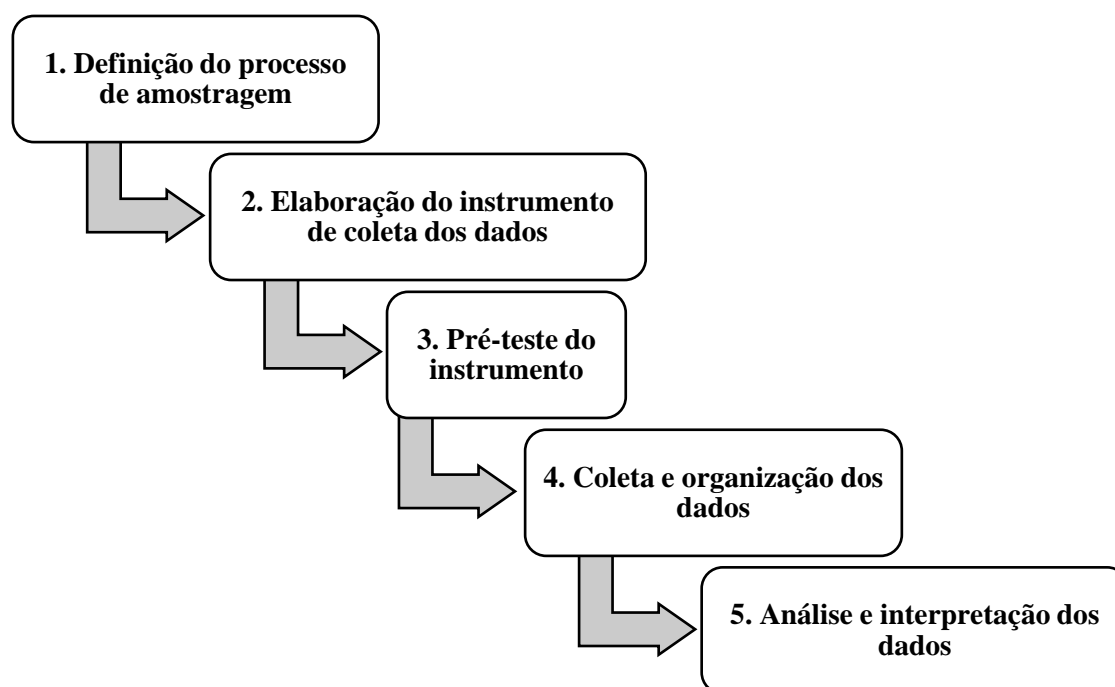 1. Definição do processo
de amostragem
2. Elaboração do instrumento
de coleta dos dados
3. Pré-teste do
instrumento
4. Coleta e organização dos
dados
5. Análise e interpretação dos
dados